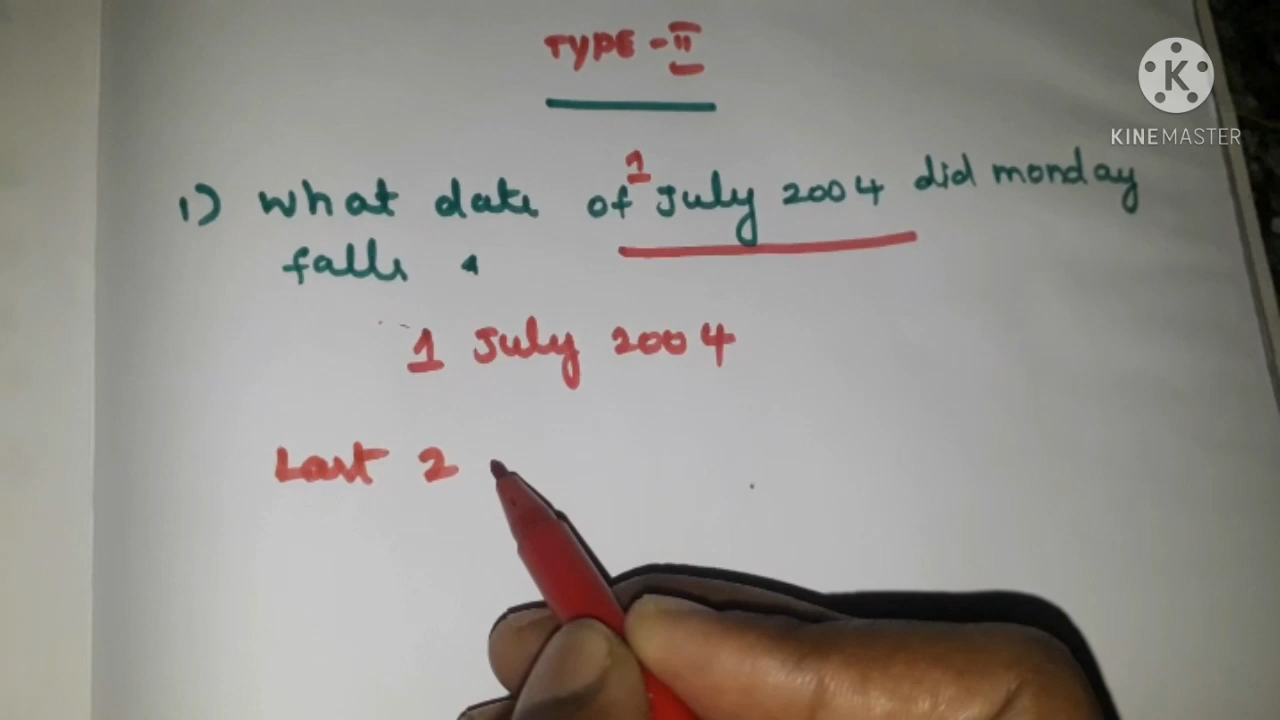 TYPE - II
K
KINEMASTER
1) What date of 1 July 2004 did monday
falls
1 July 2004
Last 2